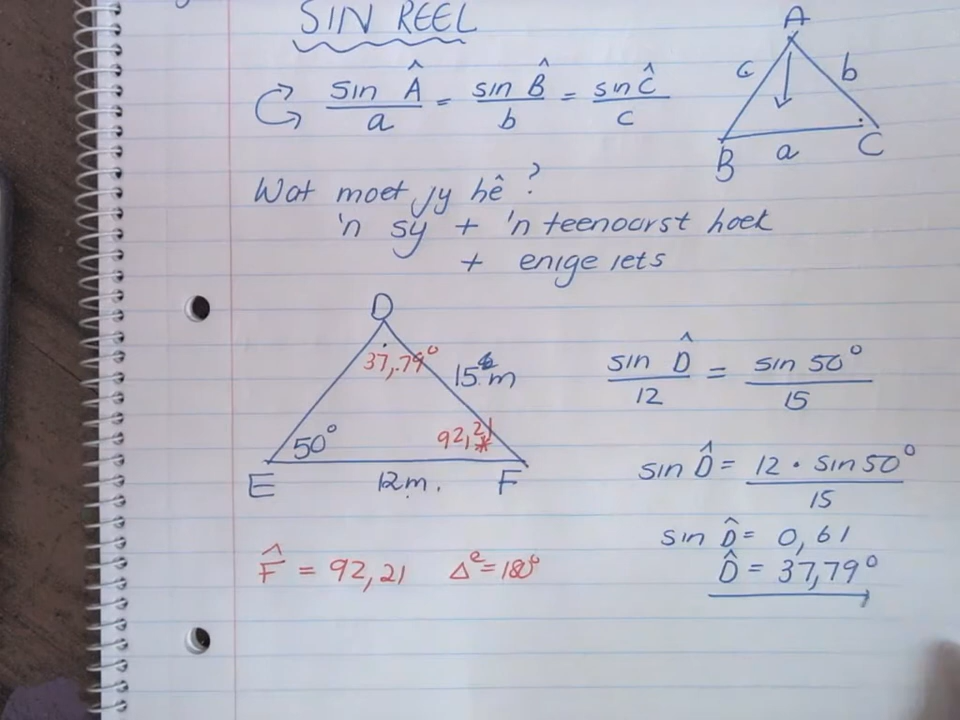 SIN REEL
sin Â / a = sin B̂ / b = sin Ĉ / c
A
c b
B a C
Wat moet jy hê ?
'n sy + 'n teenoorst hoek
+ enige iets
D
37,79°
15 m
50° 92,21
E 12m. F
sin D̂ / 12 = sin 50° / 15
sin D̂ = 12 · sin 50° / 15
sin D̂ = 0,61
D̂ = 37,79°
F̂ = 92,21 Δe = 180°